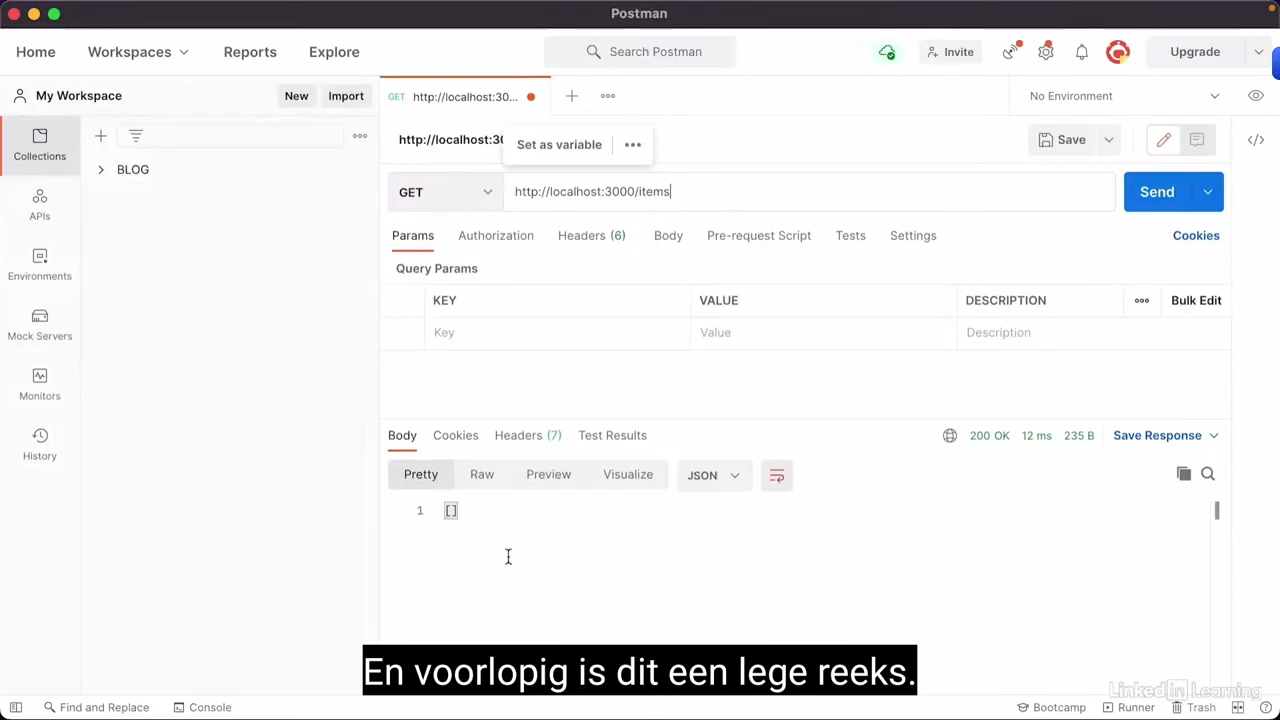 Postman
Home Workspaces Reports Explore Search Postman Invite Upgrade
My Workspace New Import GET http://localhost:30... No Environment
http://localhost:30 Set as variable Save
Collections
BLOG
GET http://localhost:3000/items Send
APIs
Params Authorization Headers (6) Body Pre-request Script Tests Settings Cookies
Environments
Query Params
KEY VALUE DESCRIPTION Bulk Edit
Mock Servers
Key Value Description
Monitors
History
Body Cookies Headers (7) Test Results 200 OK 12 ms 235 B Save Response
Pretty Raw Preview Visualize JSON
1 []
En voorlopig is dit een lege reeks.
LinkedIn Learning
Find and Replace Console Bootcamp Runner Trash